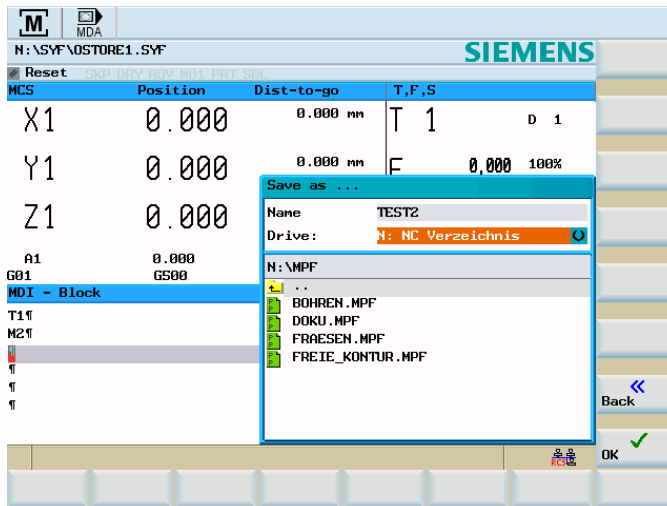 M
MDA
N:\SYF\OSTORE1.SYF
SIEMENS
Reset SKP DRY ROV M01 PRT SBL
MCS Position Dist-to-go T,F,S
X1 0.000 0.000 mm T 1 D 1
Y1 0.000 0.000 mm F 0,000 100%
Save as ...
Name TEST2
Z1 0.000
Drive: N: NC Verzeichnis
A1 0.000
G01 G500
N:\MPF
..
MDI - Block
BOHREN.MPF
T1¶
DOKU.MPF
M2¶
FRAESEN.MPF
¶
FREIE_KONTUR.MPF
¶
¶
¶
Back
OK
RCS